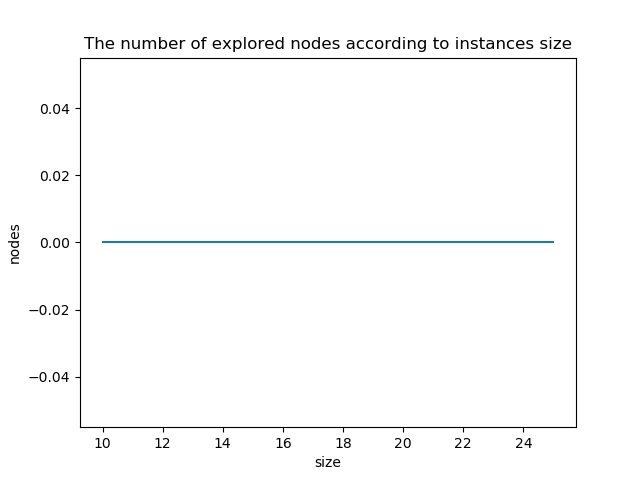 The number of explored nodes according to instances size
0.04
0.02
0.00
−0.02
−0.04
nodes
10 12 14 16 18 20 22 24
size